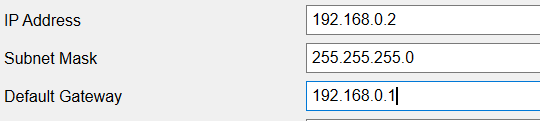 IP Address 192.168.0.2
Subnet Mask 255.255.255.0
Default Gateway 192.168.0.1